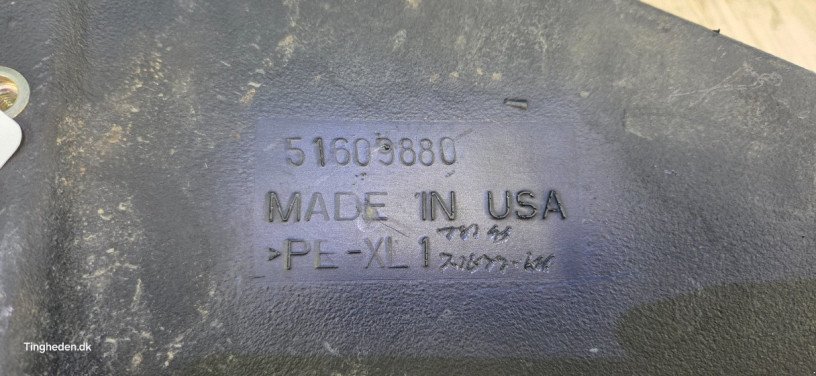 51609880
MADE IN USA
>PE-XL1
Tingheden.dk